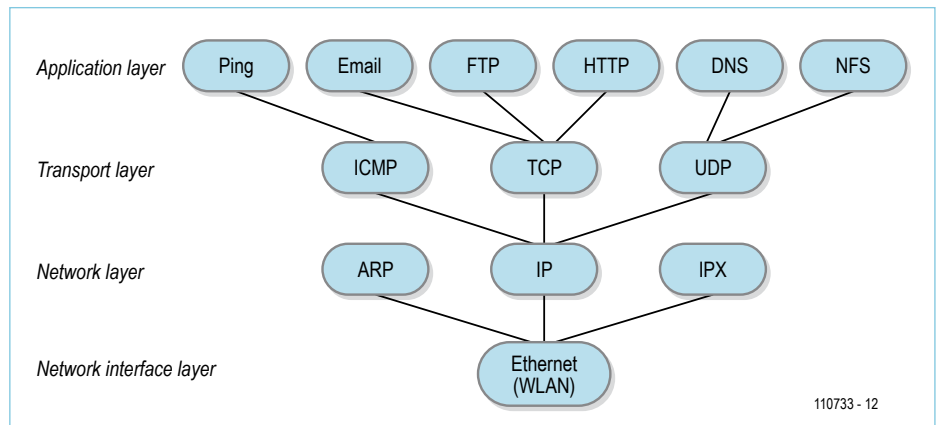 Application layer
Ping
Email
FTP
HTTP
DNS
NFS
Transport layer
ICMP
TCP
UDP
Network layer
ARP
IP
IPX
Network interface layer
Ethernet
(WLAN)
110733 - 12